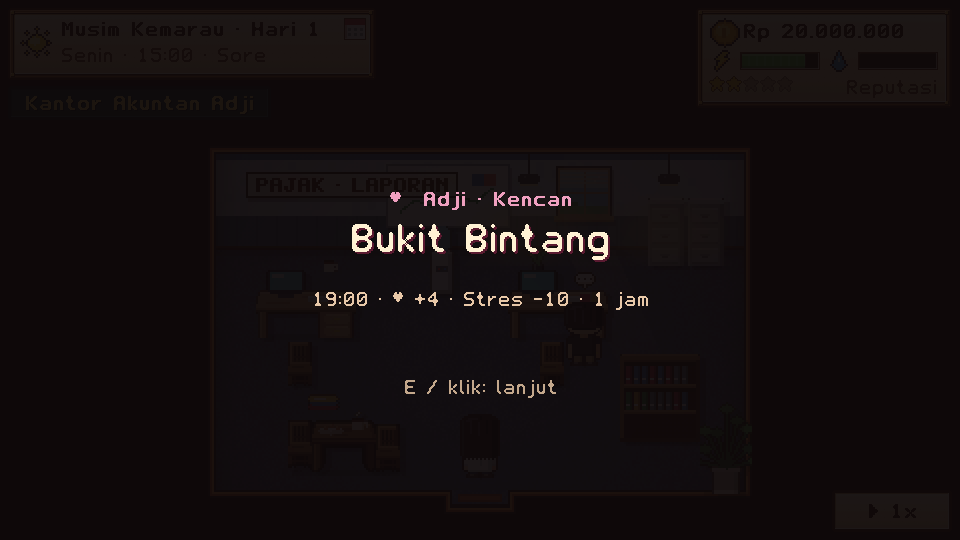 Musim Kemarau · Hari 1
Senin · 15:00 · Sore
Rp 20.000.000
Reputasi
Kantor Akuntan Adji
PAJAK · LAPORAN
♥ Adji · Kencan
Bukit Bintang
19:00 · ♥ +4 · Stres -10 · 1 jam
E / klik: lanjut
1x